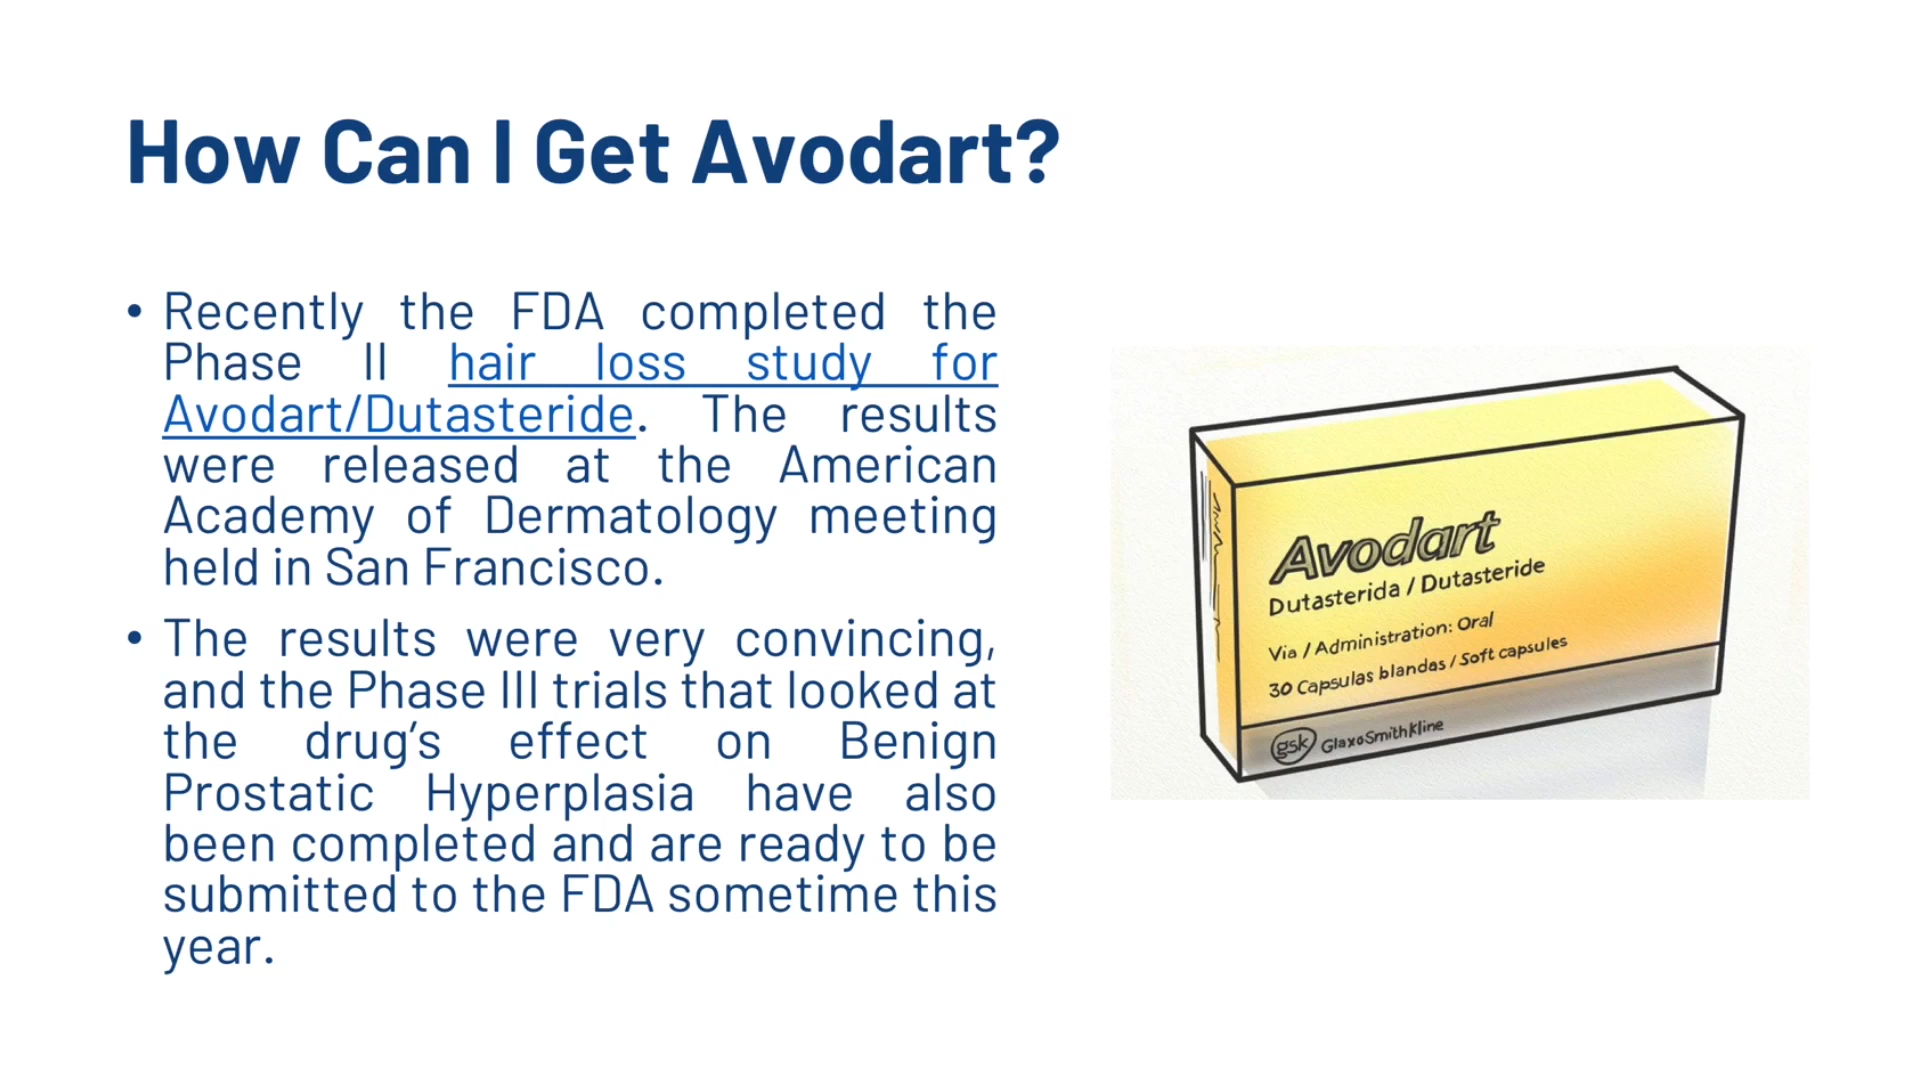 How Can I Get Avodart?
• Recently the FDA completed the
Phase II hair loss study for
Avodart/Dutasteride. The results
were released at the American
Academy of Dermatology meeting
held in San Francisco.
• The results were very convincing,
and the Phase III trials that looked at
the drug’s effect on Benign
Prostatic Hyperplasia have also
been completed and are ready to be
submitted to the FDA sometime this
year.
Avodart
Dutasterida / Dutasteride
Via / Administration: Oral
30 Capsulas blandas / Soft capsules
gsk GlaxoSmithKline